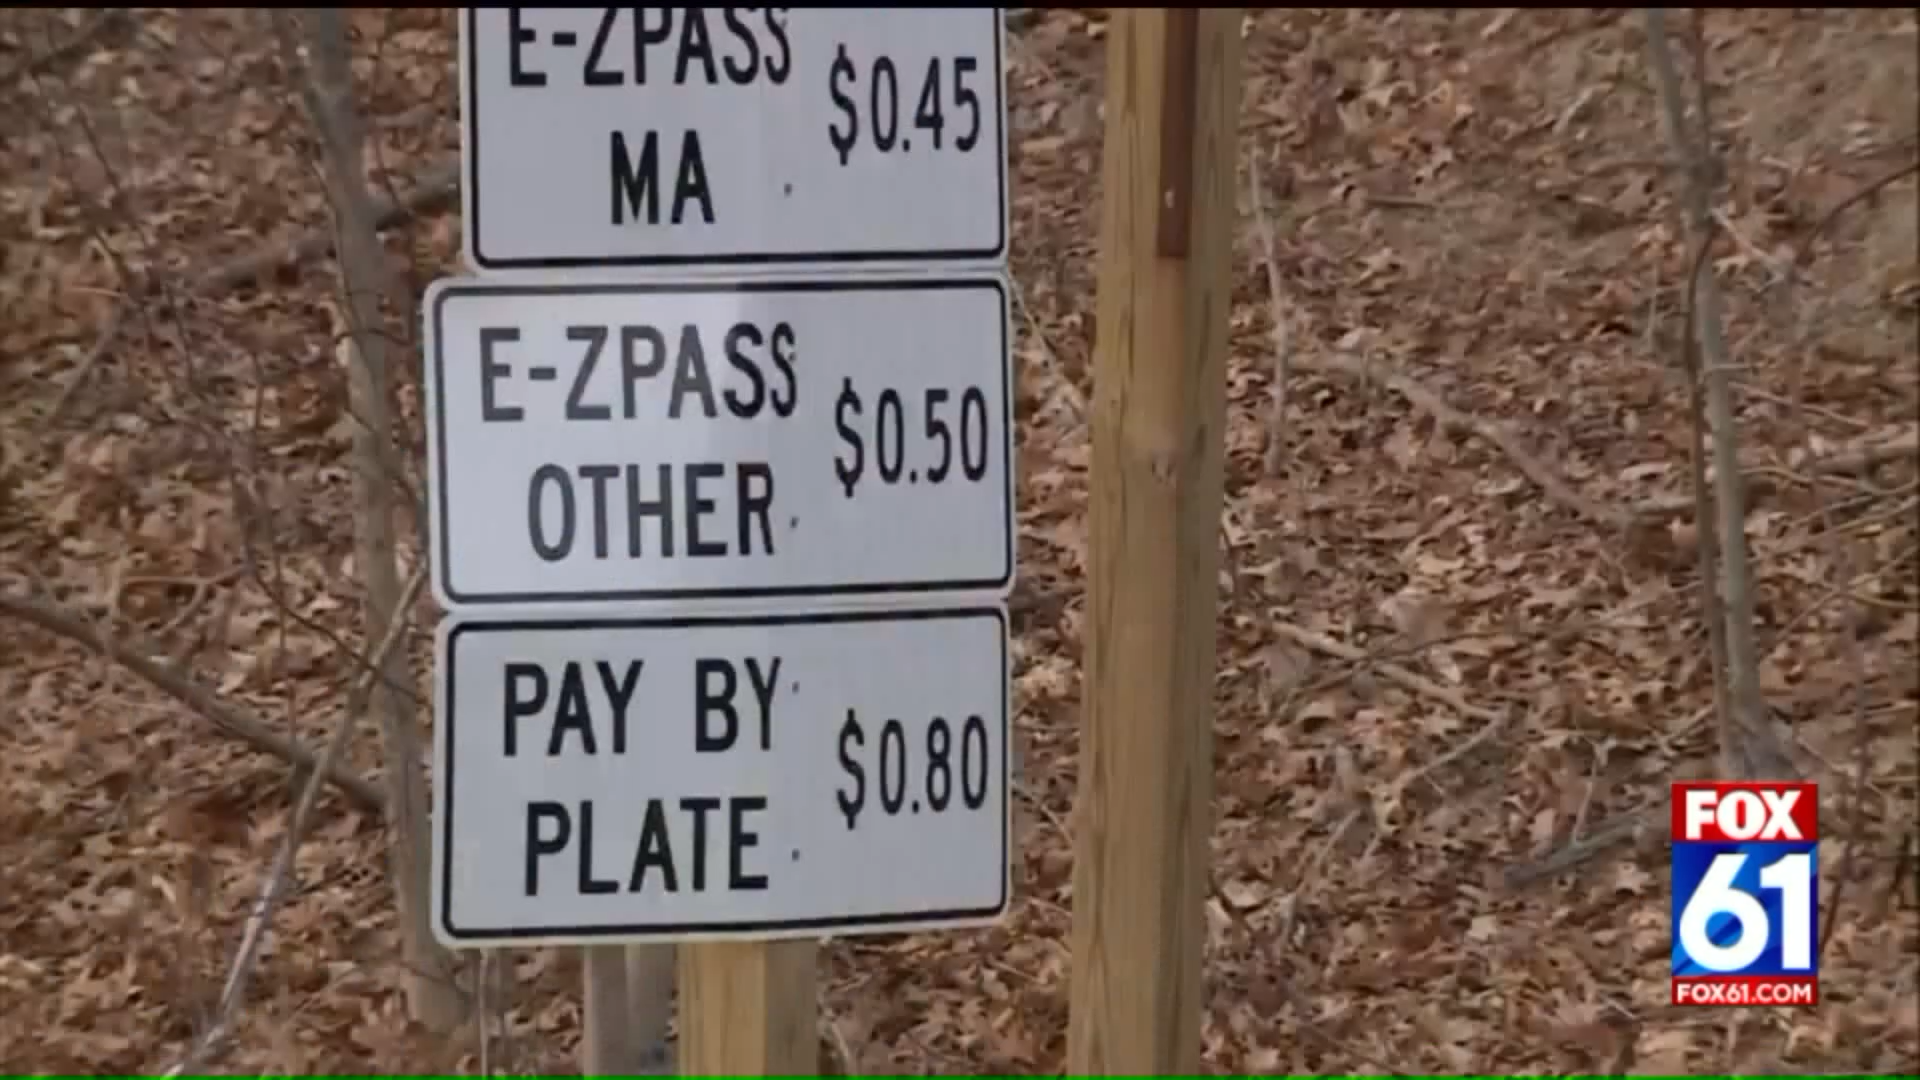 E-ZPASS
$0.45
MA
E-ZPASS
$0.50
OTHER
PAY BY
$0.80
PLATE
FOX
61
FOX61.COM